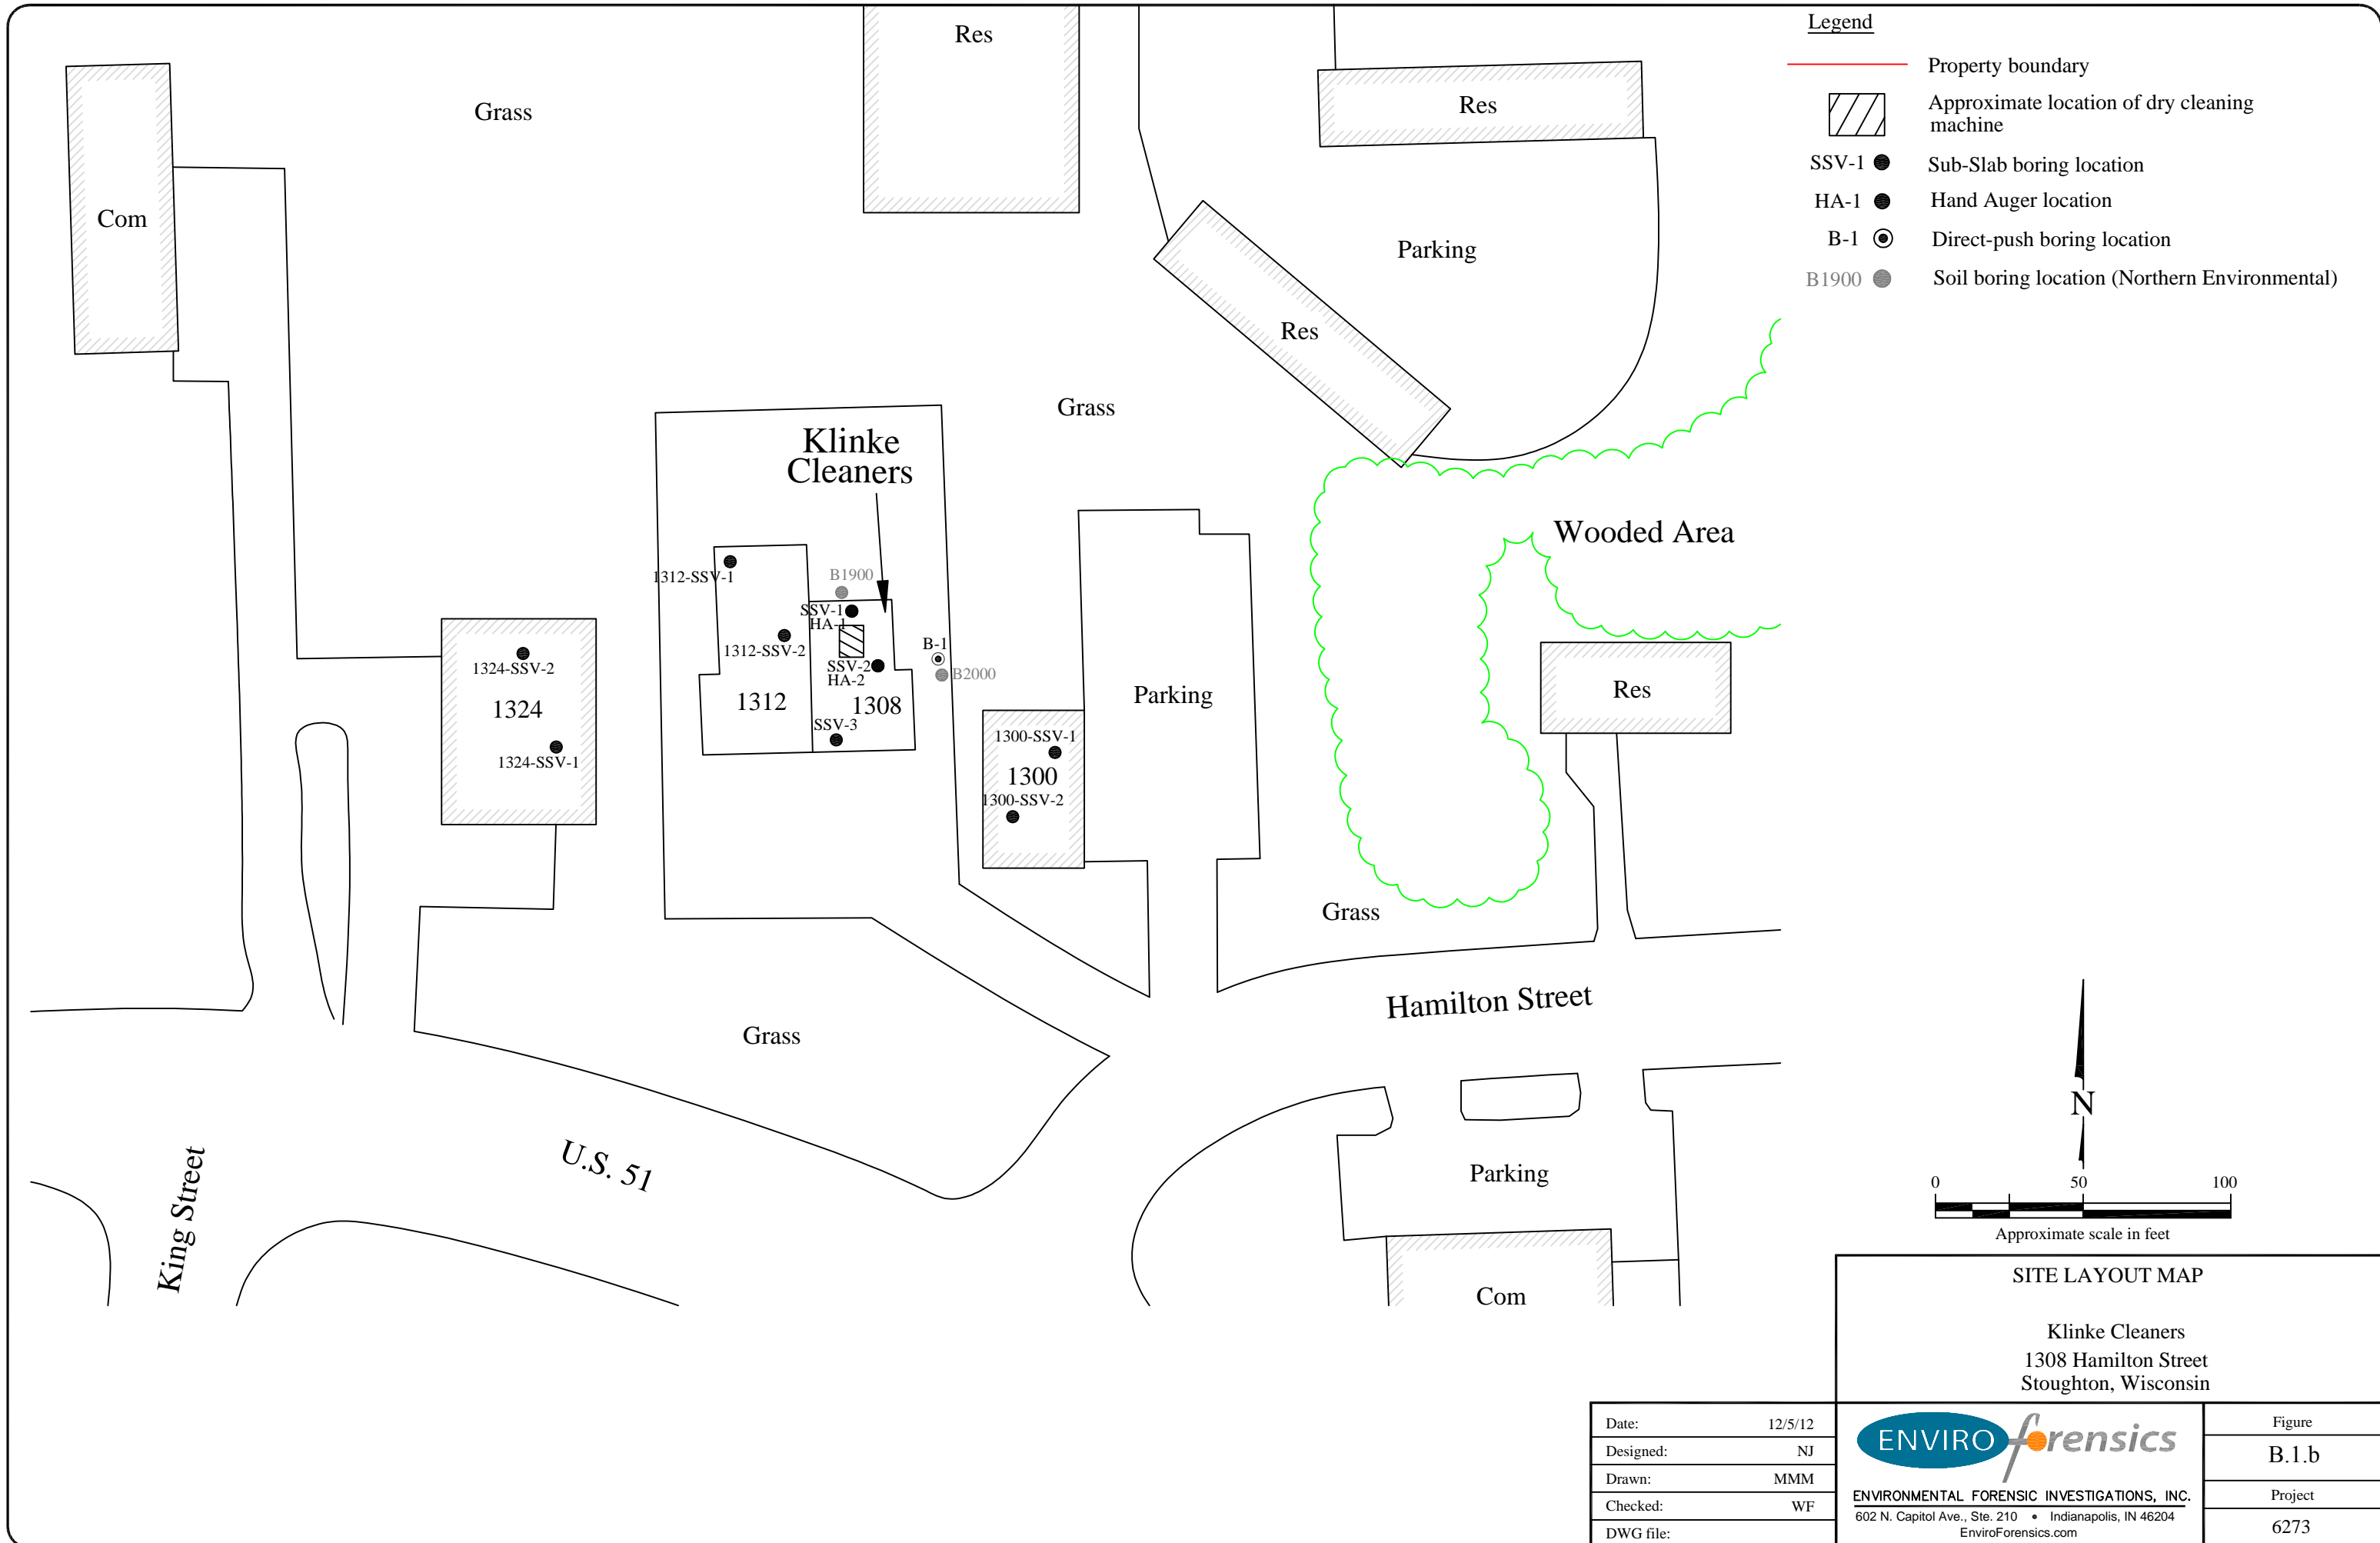 Res
Legend
Property boundary
Approximate location of dry cleaning
machine
SSV-1 Sub-Slab boring location
HA-1 Hand Auger location
B-1 Direct-push boring location
B1900 Soil boring location (Northern Environmental)
Grass
Res
Com
Parking
Res
Grass
Klinke
Cleaners
Wooded Area
1312-SSV-1
B1900
SSV-1
HA-1
1312-SSV-2
B-1
SSV-2
HA-2
B2000
1324-SSV-2
1324
1324-SSV-1
1312
1308
SSV-3
Parking
Res
1300-SSV-1
1300
1300-SSV-2
Grass
Hamilton Street
Grass
U.S. 51
King Street
Parking
Com
N
0 50 100
Approximate scale in feet
SITE LAYOUT MAP
Klinke Cleaners
1308 Hamilton Street
Stoughton, Wisconsin
Date: 12/5/12
Designed: NJ
Drawn: MMM
Checked: WF
DWG file:
ENVIRO forensics
ENVIRONMENTAL FORENSIC INVESTIGATIONS, INC.
602 N. Capitol Ave., Ste. 210 • Indianapolis, IN 46204
EnviroForensics.com
Figure
B.1.b
Project
6273